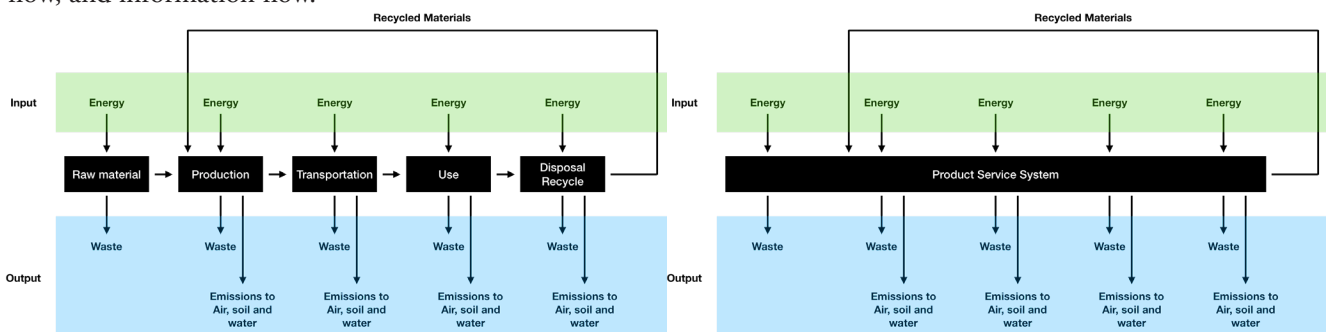 now, and information flow.
Recycled Materials
Recycled Materials
Input
Energy
Energy
Energy
Energy
Energy
Input
Energy
Energy
Energy
Energy
Energy
Raw material
Production
Transportation
Use
Disposal
Recycle
Product Service System
Waste
Waste
Waste
Waste
Waste
Waste
Waste
Waste
Waste
Waste
Output
Output
Emissions to
Air, soil and
water
Emissions to
Air, soil and
water
Emissions to
Air, soil and
water
Emissions to
Air, soil and
water
Emissions to
Air, soil and
water
Emissions to
Air, soil and
water
Emissions to
Air, soil and
water
Emissions to
Air, soil and
water